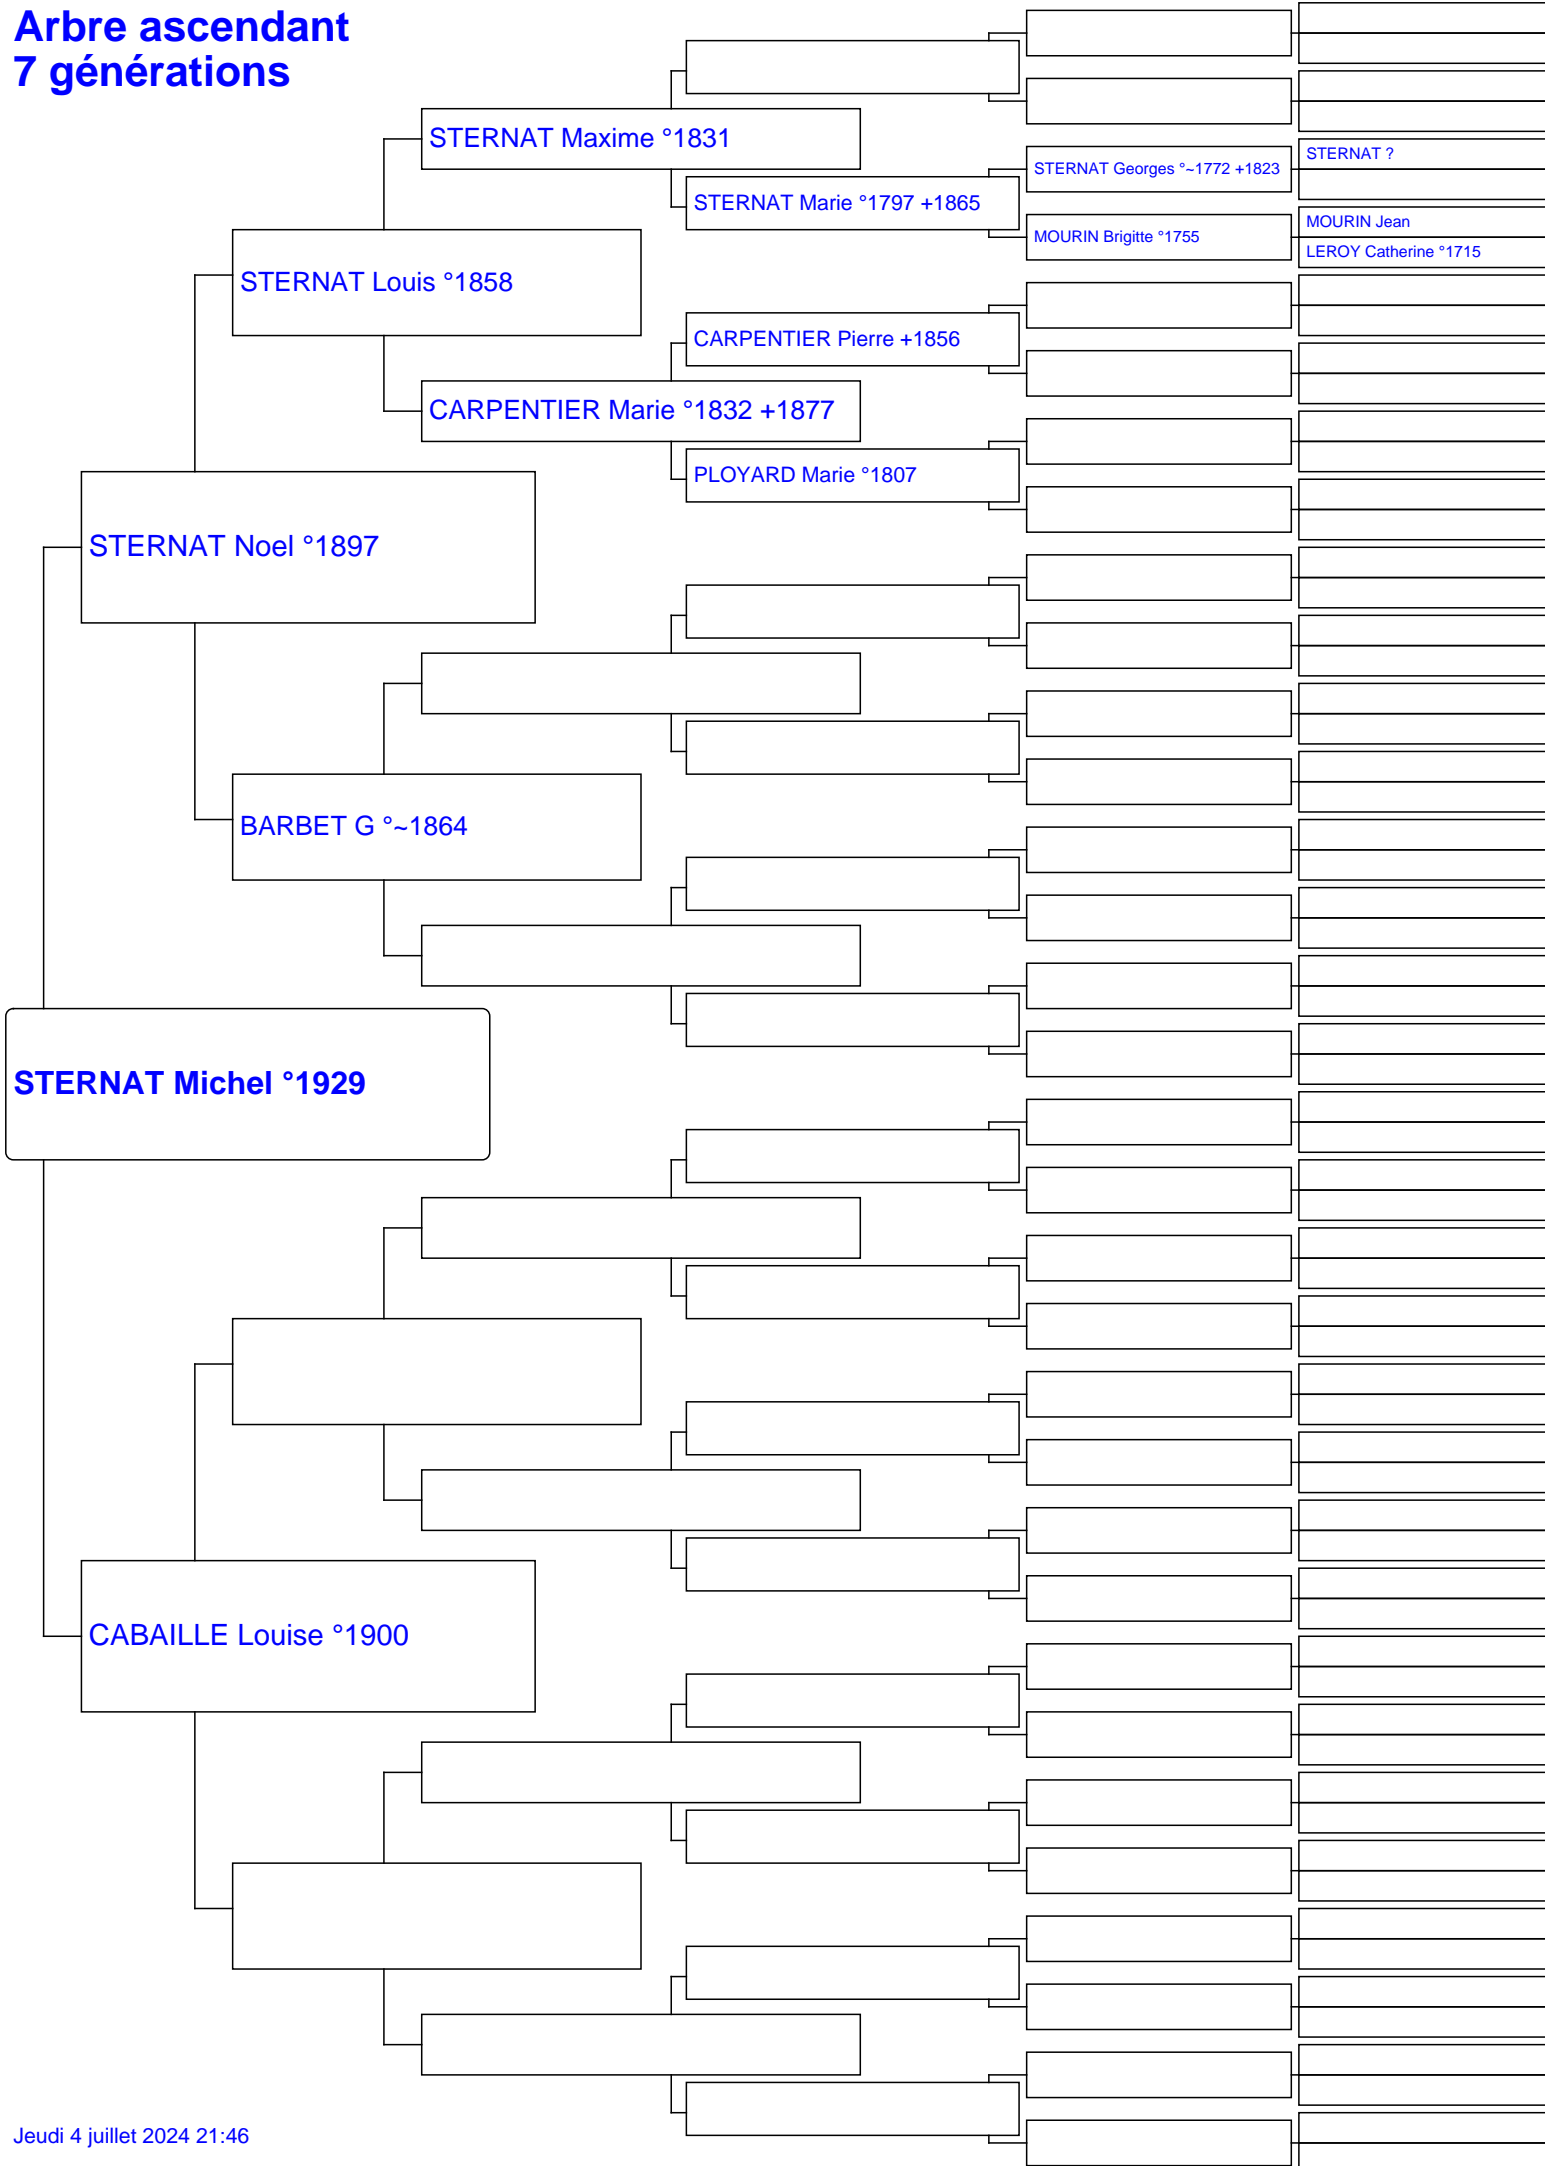 Arbre ascendant
7 générations
STERNAT Maxime °1831
STERNAT ?
STERNAT Georges °~1772 +1823
STERNAT Marie °1797 +1865
MOURIN Jean
MOURIN Brigitte °1755
LEROY Catherine °1715
STERNAT Louis °1858
CARPENTIER Pierre +1856
CARPENTIER Marie °1832 +1877
PLOYARD Marie °1807
STERNAT Noel °1897
BARBET G °~1864
STERNAT Michel °1929
CABAILLE Louise °1900
Jeudi 4 juillet 2024 21:46